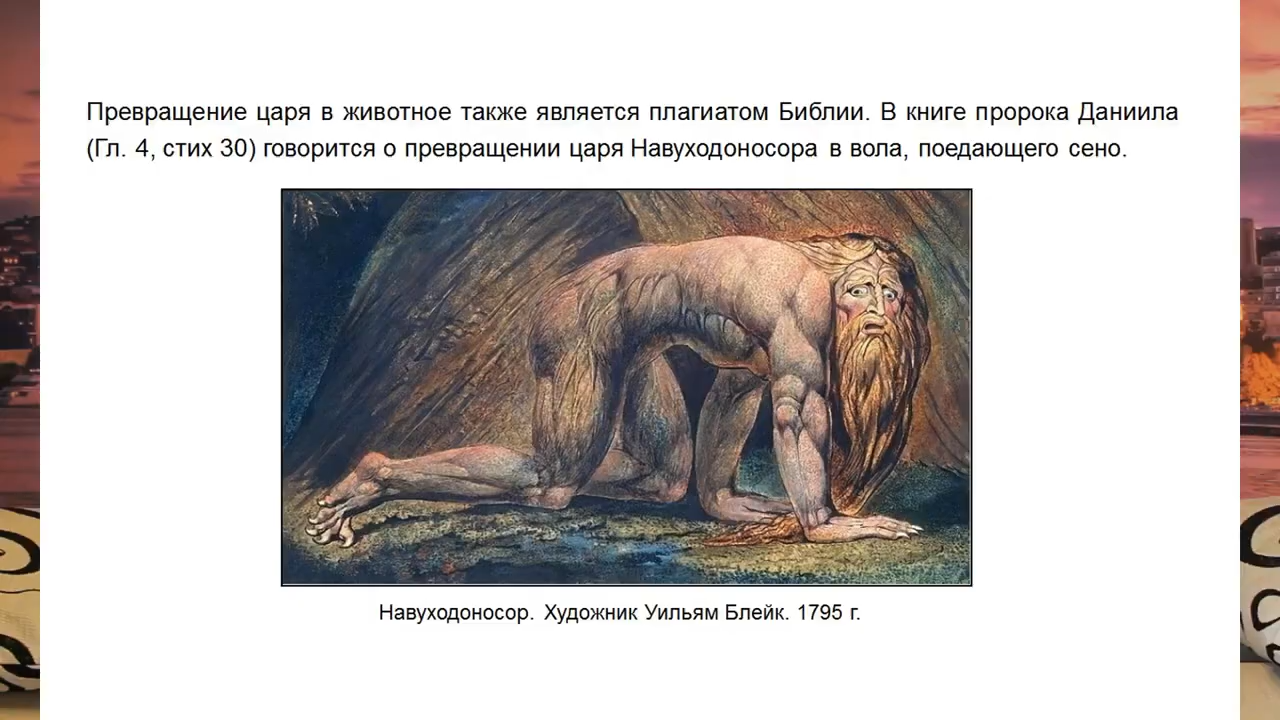 Превращение царя в животное также является плагиатом Библии. В книге пророка Даниила
(Гл. 4, стих 30) говорится о превращении царя Навуходоносора в вола, поедающего сено.
Навуходоносор. Художник Уильям Блейк. 1795 г.